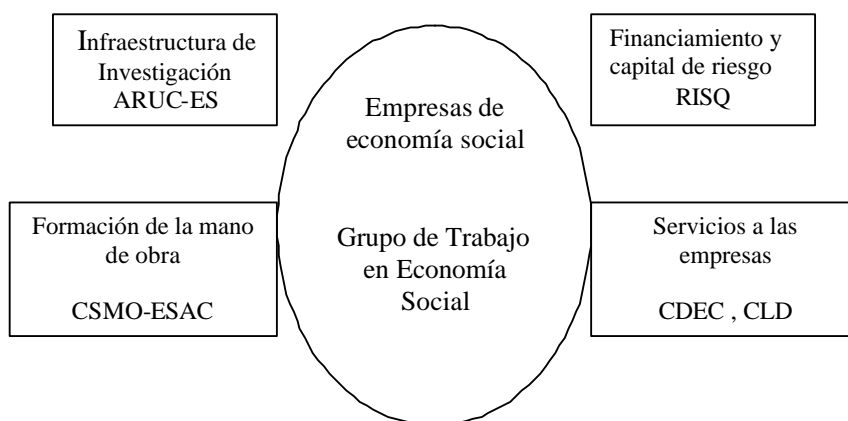 Infraestructura de
Investigación
ARUC-ES
Financiamiento y
capital de riesgo
RISQ
Empresas de
economía social
Formación de la mano
de obra
CSMO-ESAC
Grupo de Trabajo
en Economía
Social
Servicios a las
empresas
CDEC , CLD